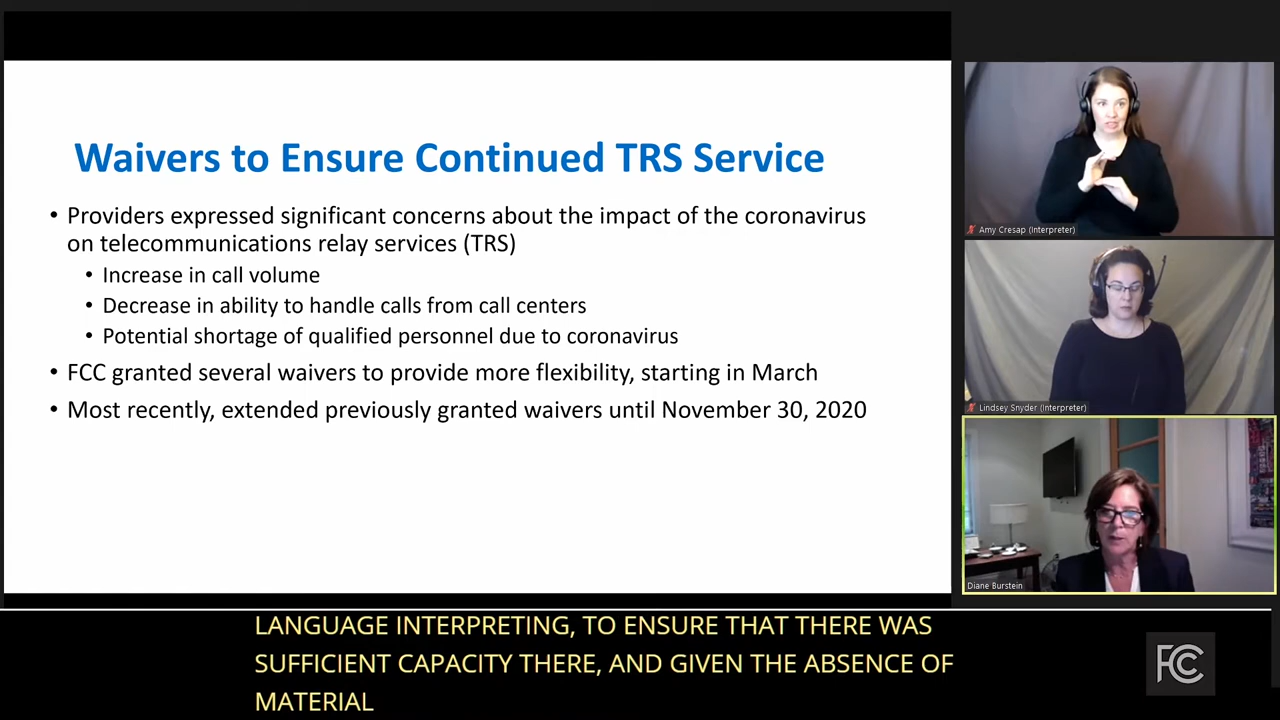 Waivers to Ensure Continued TRS Service
• Providers expressed significant concerns about the impact of the coronavirus
on telecommunications relay services (TRS)
• Increase in call volume
• Decrease in ability to handle calls from call centers
• Potential shortage of qualified personnel due to coronavirus
• FCC granted several waivers to provide more flexibility, starting in March
• Most recently, extended previously granted waivers until November 30, 2020
Amy Cresap (Interpreter)
Lindsey Snyder (Interpreter)
Diane Burstein
LANGUAGE INTERPRETING, TO ENSURE THAT THERE WAS
SUFFICIENT CAPACITY THERE, AND GIVEN THE ABSENCE OF
MATERIAL
FCC